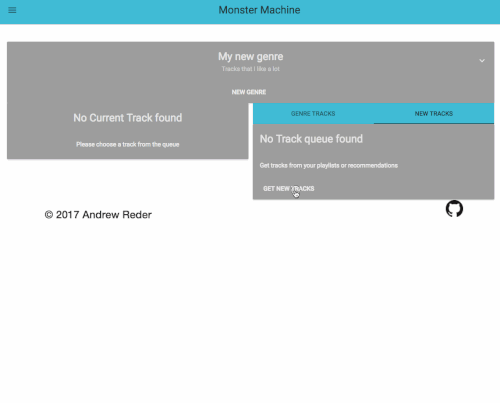 Monster Machine
My new genre
Tracks that I like a lot
NEW GENRE
No Current Track found
Please choose a track from the queue
GENRE TRACKS
NEW TRACKS
No Track queue found
Get tracks from your playlists or recommendations
GET NEW TRACKS
© 2017 Andrew Reder